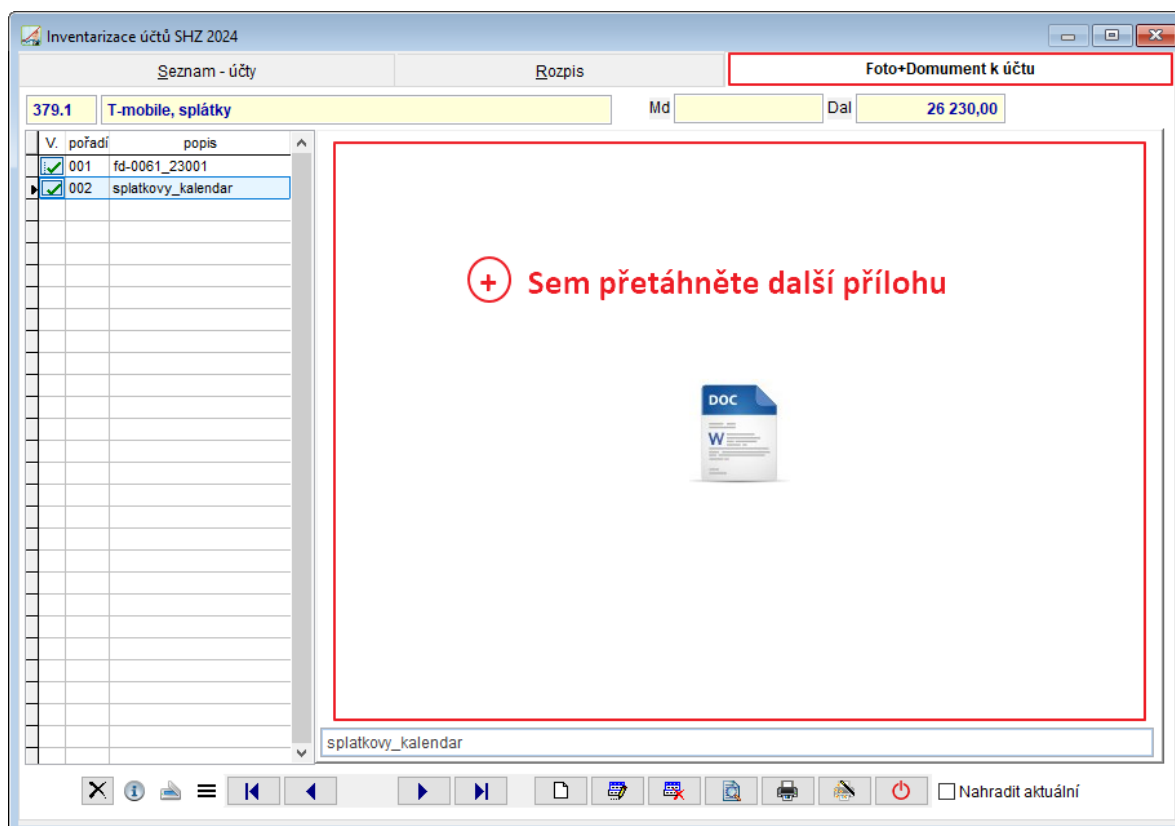 Inventarizace účtů SHZ 2024
Seznam - účty
Rozpis
Foto+Domument k účtu
379.1 T-mobile, splátky Md Dal 26 230,00
V. pořadí popis
001 fd-0061_23001
002 splatkovy_kalendar
+ Sem přetáhněte další přílohu
DOC
W
splatkovy_kalendar
Nahradit aktuální